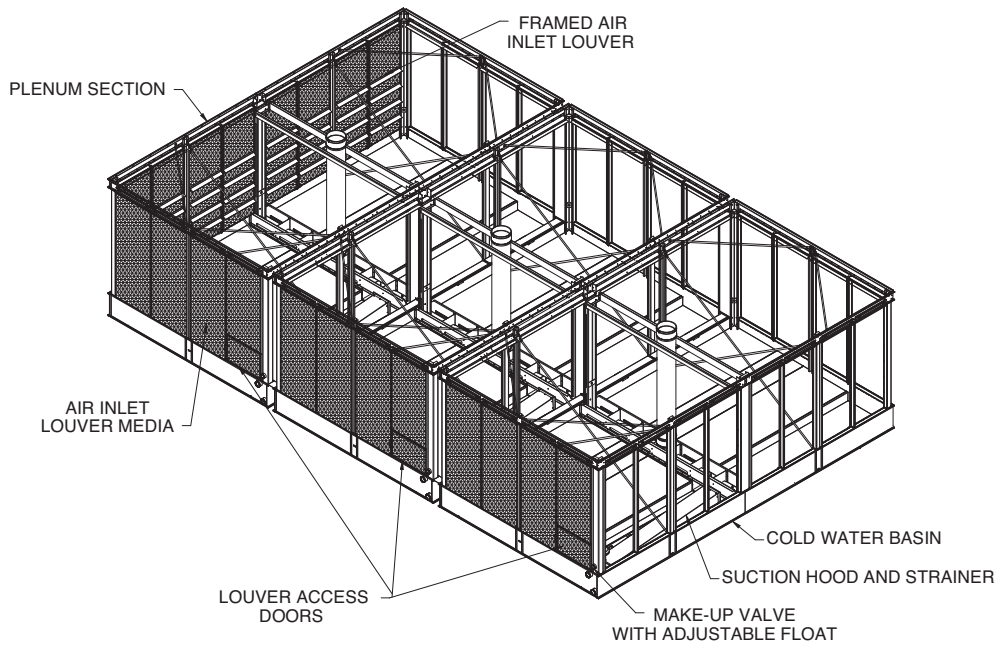 FRAMED AIR
INLET LOUVER
PLENUM SECTION
AIR INLET
LOUVER MEDIA
COLD WATER BASIN
SUCTION HOOD AND STRAINER
LOUVER ACCESS
DOORS
MAKE-UP VALVE
WITH ADJUSTABLE FLOAT